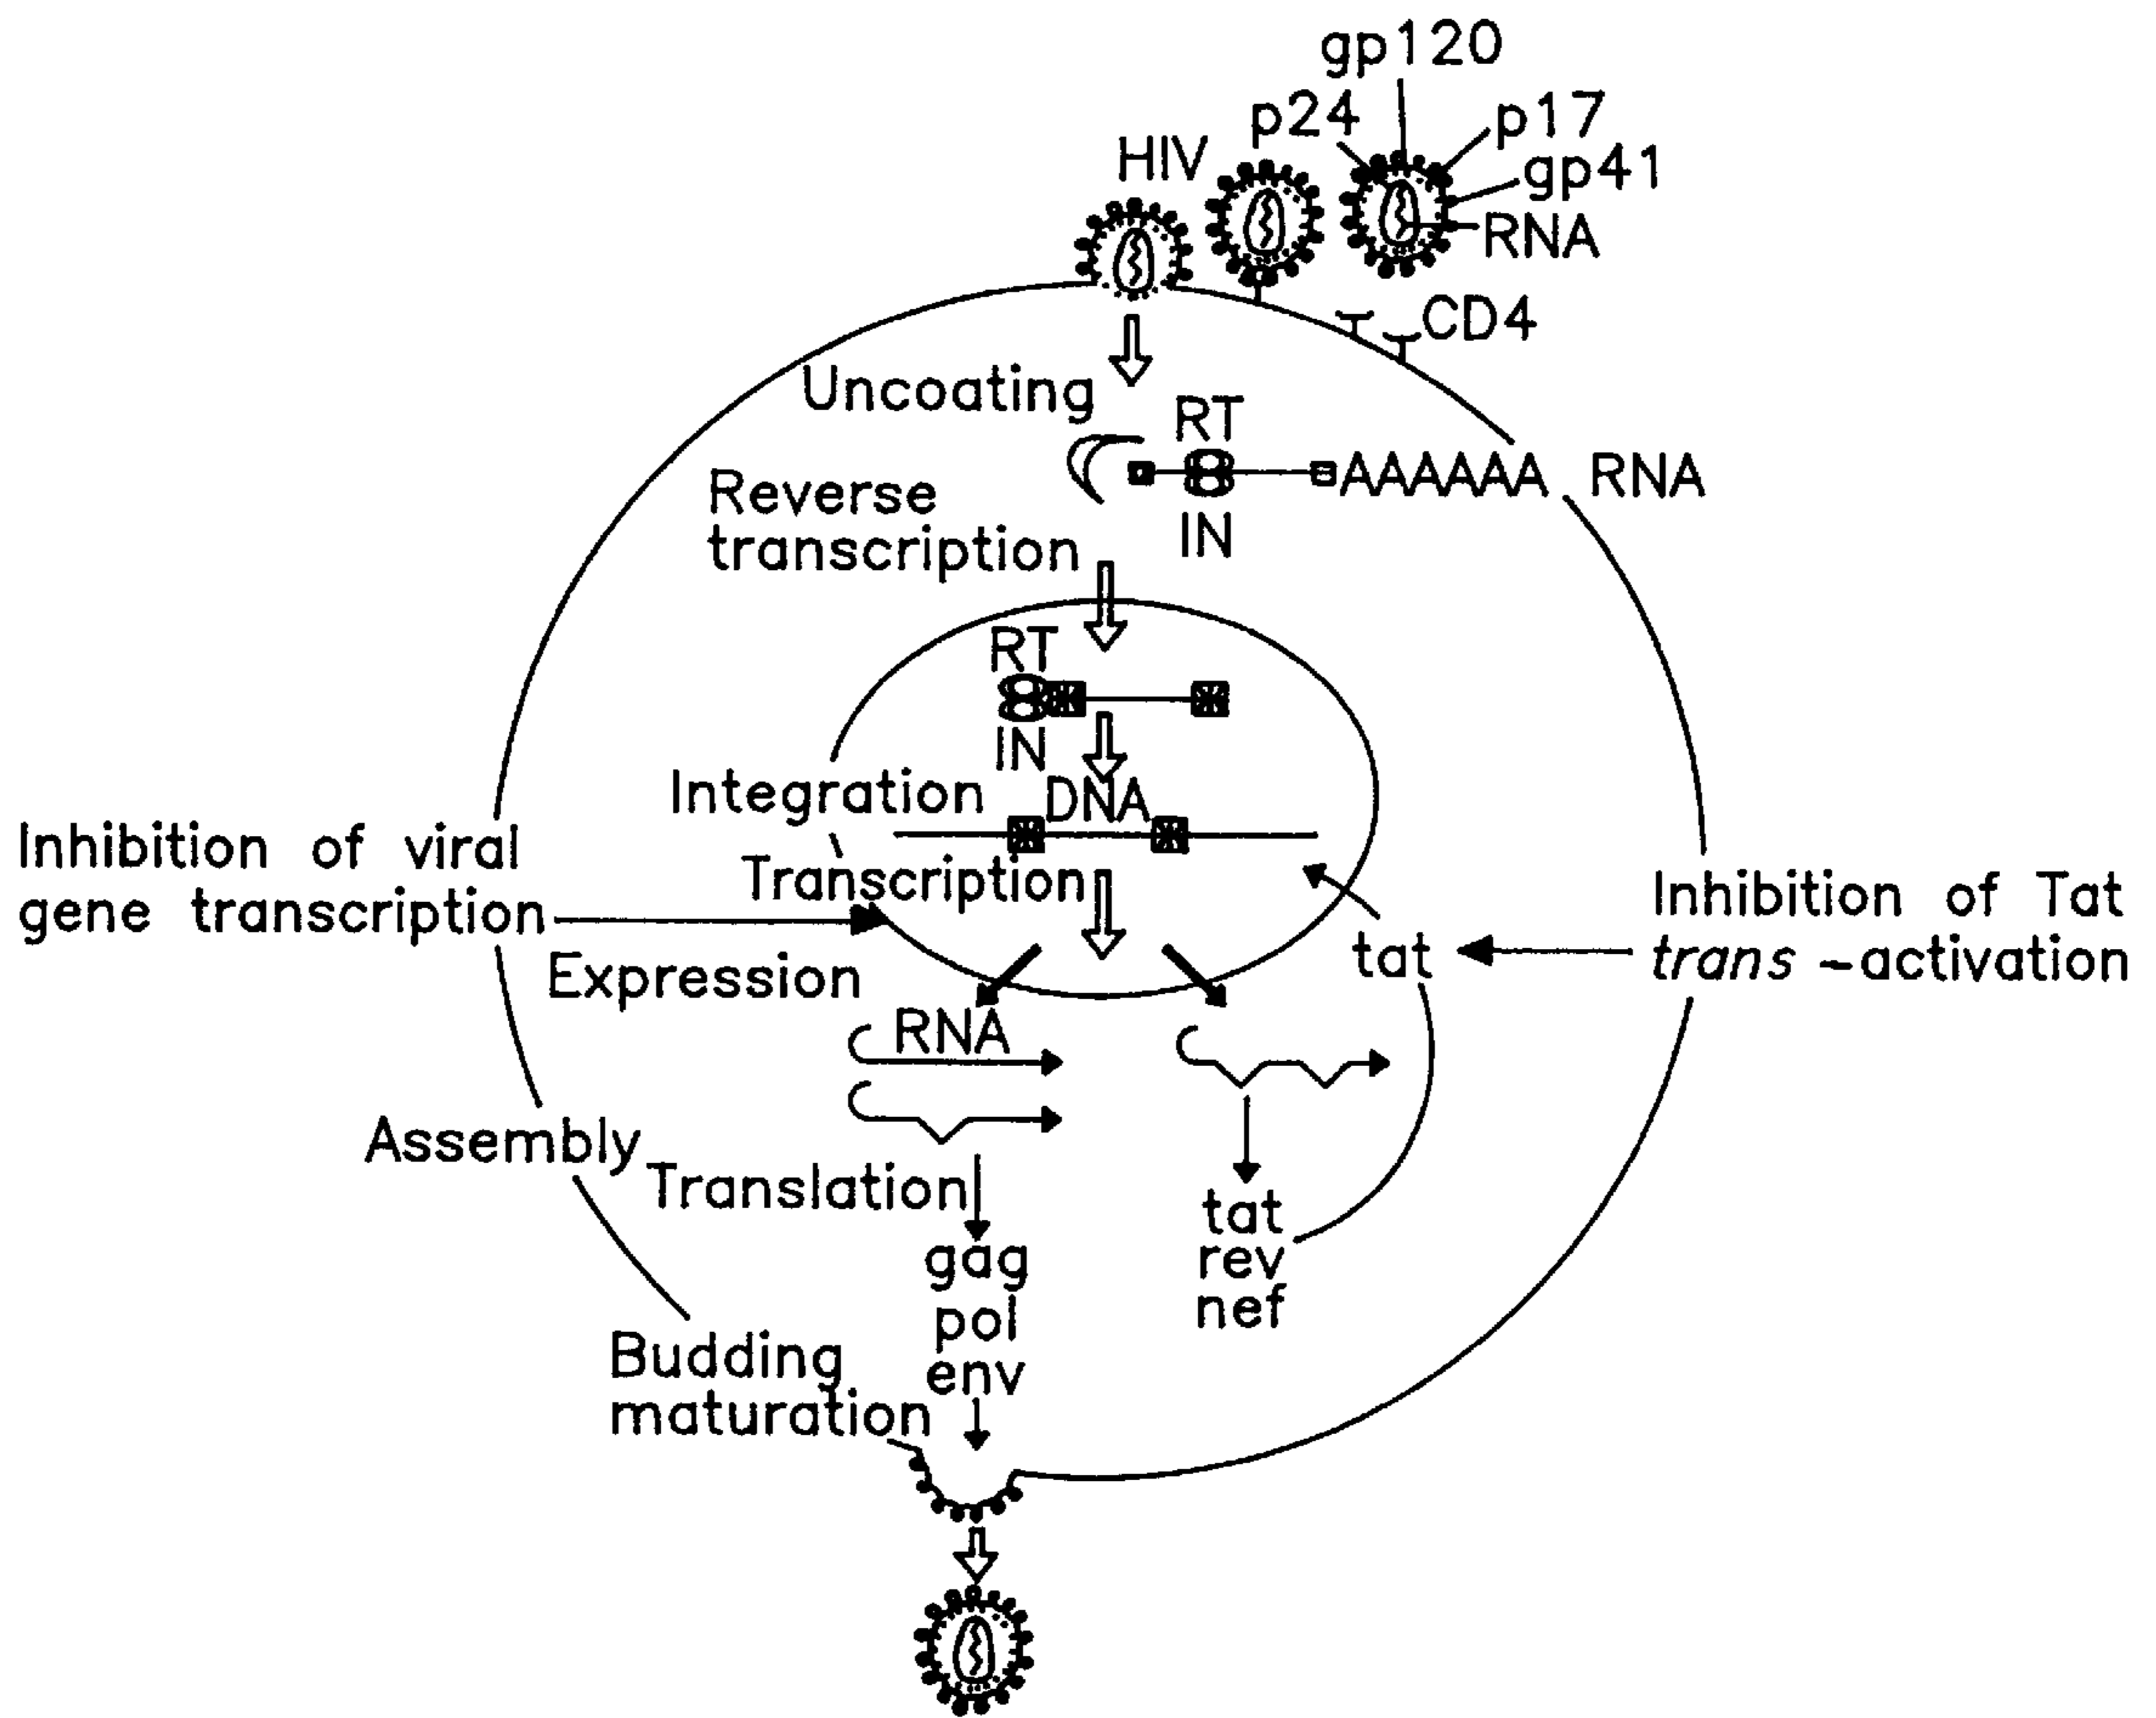 gp120
p24
p17
HIV
gp41
RNA
CD4
Uncoating
RT
AAAAAA RNA
IN
Reverse
transcription
RT
IN
Integration
DNA
Inhibition of viral
gene transcription
Transcription
Inhibition of Tat
trans -activation
tat
Expression
RNA
Assembly
Translation
gag
pol
env
tat
rev
nef
Budding
maturation